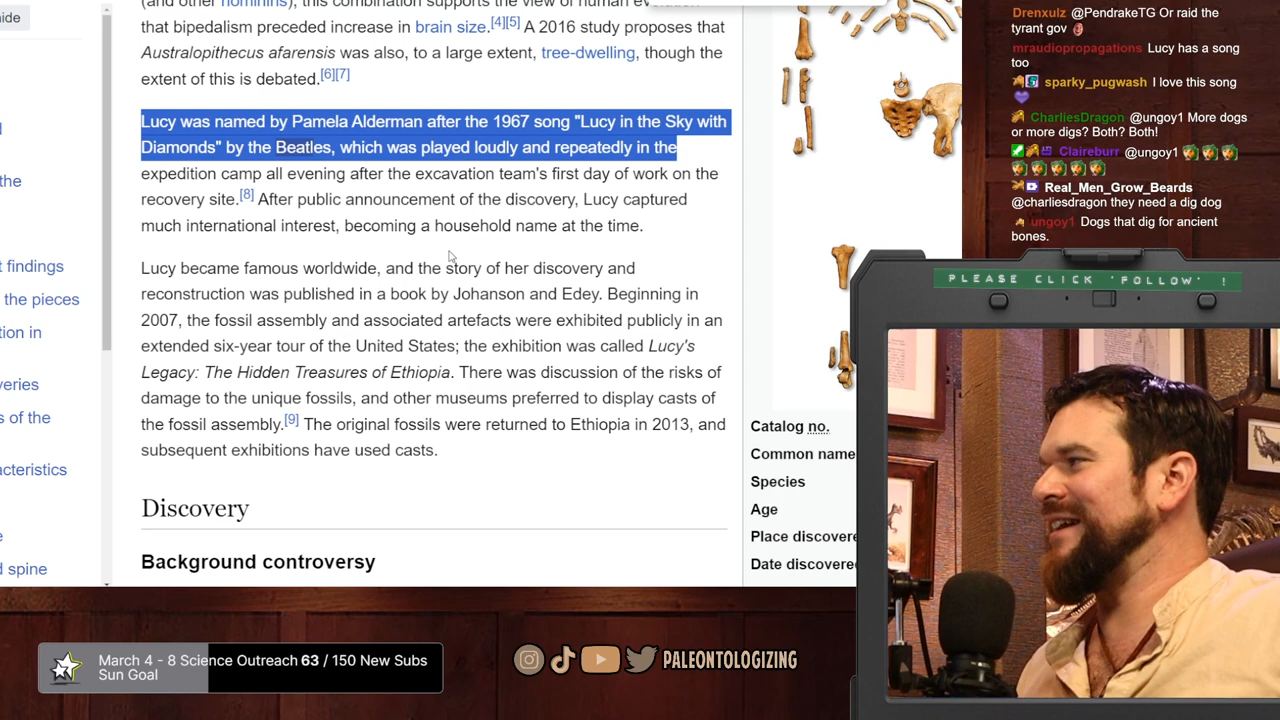 ide
(and other hominins), this combination supports the view of human evolution
that bipedalism preceded increase in brain size.[4][5] A 2016 study proposes that
Australopithecus afarensis was also, to a large extent, tree-dwelling, though the
extent of this is debated.[6][7]
Lucy was named by Pamela Alderman after the 1967 song "Lucy in the Sky with
Diamonds" by the Beatles, which was played loudly and repeatedly in the
expedition camp all evening after the excavation team's first day of work on the
recovery site.[8] After public announcement of the discovery, Lucy captured
much international interest, becoming a household name at the time.
Lucy became famous worldwide, and the story of her discovery and
reconstruction was published in a book by Johanson and Edey. Beginning in
2007, the fossil assembly and associated artefacts were exhibited publicly in an
extended six-year tour of the United States; the exhibition was called Lucy's
Legacy: The Hidden Treasures of Ethiopia. There was discussion of the risks of
damage to the unique fossils, and other museums preferred to display casts of
the fossil assembly.[9] The original fossils were returned to Ethiopia in 2013, and
subsequent exhibitions have used casts.
Discovery
Background controversy
the
t findings
the pieces
tion in
veries
s of the
acteristics
e
d spine
Catalog no.
Common name
Species
Age
Place discovere
Date discovere
Drenxulz @PendrakeTG Or raid the
tyrant gov
mraudiopropagations Lucy has a song
too
sparky_pugwash I love this song
CharliesDragon @ungoy1 More dogs
or more digs? Both? Both!
Claireburr @ungoy1
Real_Men_Grow_Beards
@charliesdragon they need a dig dog
ungoy1 Dogs that dig for ancient
bones.
PLEASE CLICK 'FOLLOW' !
March 4 - 8 Science Outreach 63 / 150 New Subs
Sun Goal
PALEONTOLOGIZING